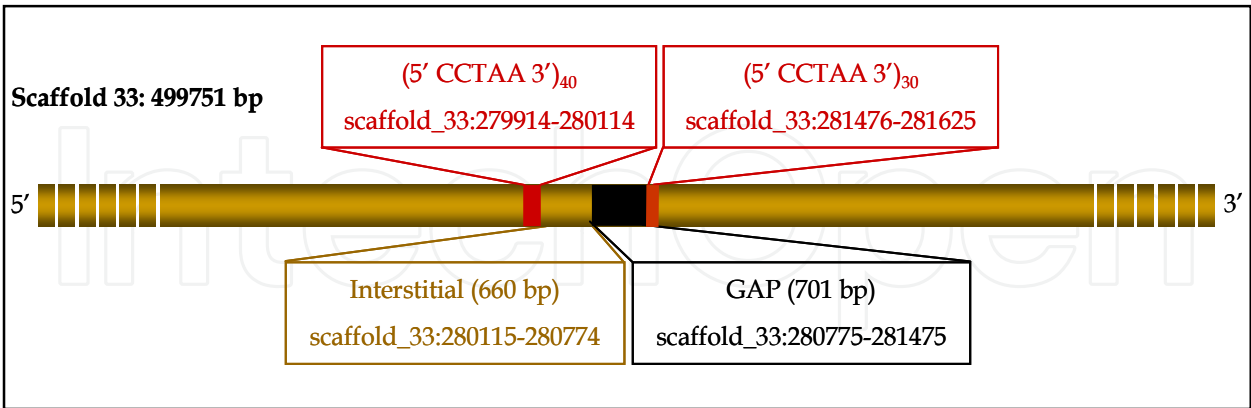 (5′ CCTAA 3′)40
scaffold_33:279914-280114
(5′ CCTAA 3′)30
scaffold_33:281476-281625
Scaffold 33: 499751 bp
5′
3′
Interstitial (660 bp)
scaffold_33:280115-280774
GAP (701 bp)
scaffold_33:280775-281475
IntechOpen